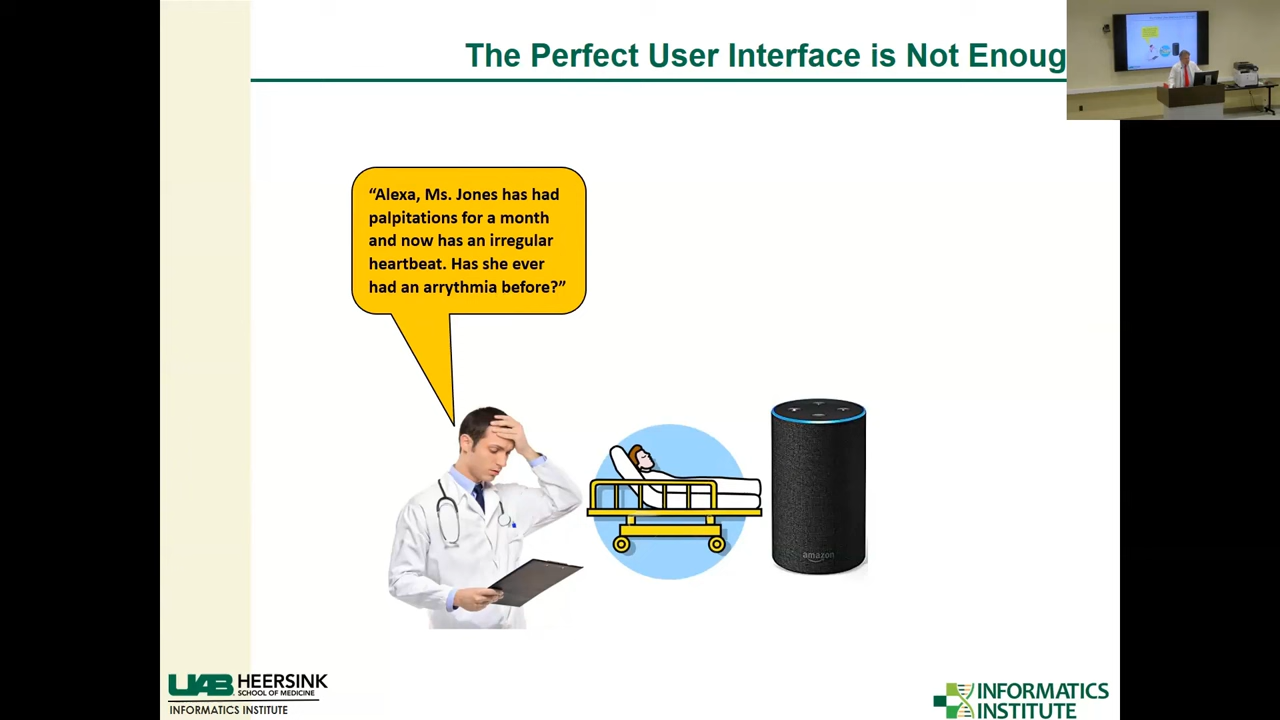 The Perfect User Interface is Not Enoug
“Alexa, Ms. Jones has had
palpitations for a month
and now has an irregular
heartbeat. Has she ever
had an arrythmia before?”
amazon
UAB HEERSINK
SCHOOL OF MEDICINE
INFORMATICS INSTITUTE
INFORMATICS
INSTITUTE